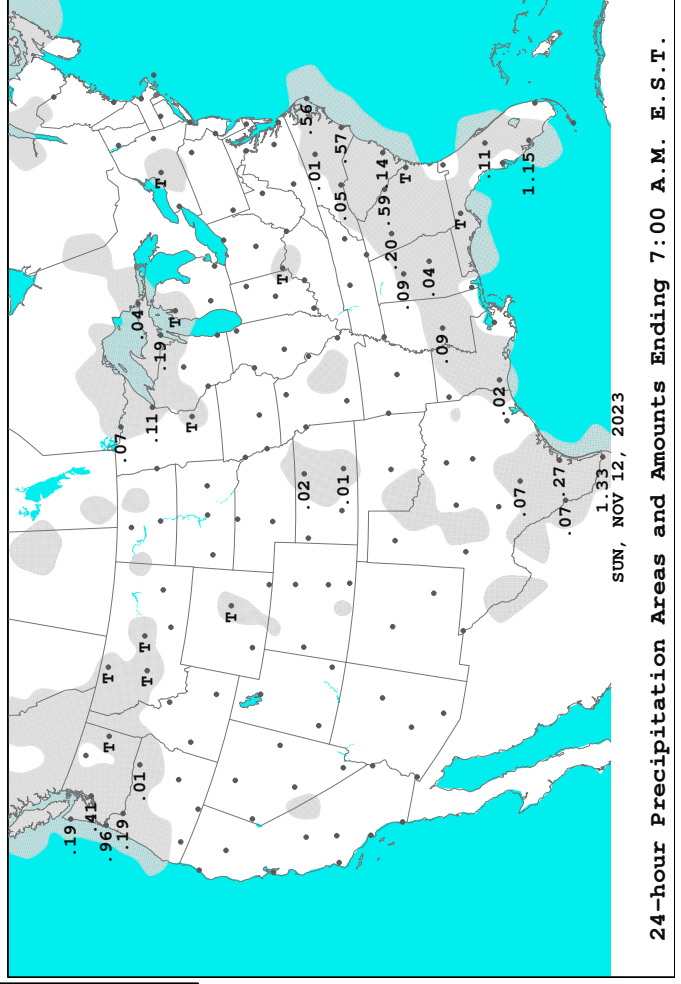 .19
.41
.96
T
T
.07
.19
.01
.04
T
T
.11
.19
T
T
T
T
T
.02
.56
.01
.05
.57
.01
.14
.59
.20
.09
T
.04
.09
T
.11
.02
.07
1.15
.27
.07
1.33
SUN, NOV 12, 2023
24-hour Precipitation Areas and Amounts Ending 7:00 A.M. E.S.T.